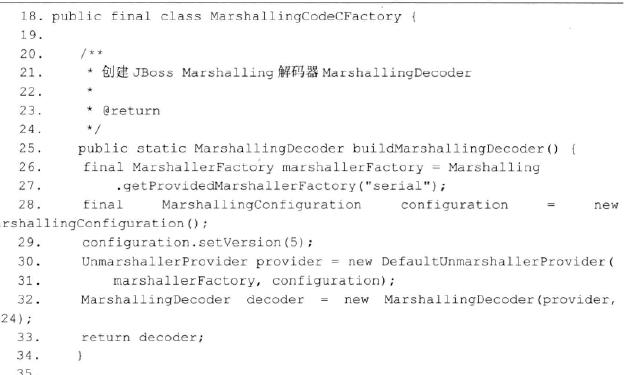 18. public final class MarshallingCodeCFactory {
19.
20. /**
21. * 创建 JBoss Marshalling 解码器 MarshallingDecoder
22. *
23. * @return
24. */
25. public static MarshallingDecoder buildMarshallingDecoder() {
26. final MarshallerFactory marshallerFactory = Marshalling
27. .getProvidedMarshallerFactory("serial");
28. final MarshallingConfiguration configuration = new
rshallingConfiguration();
29. configuration.setVersion(5);
30. UnmarshallerProvider provider = new DefaultUnmarshallerProvider(
31. marshallerFactory, configuration);
32. MarshallingDecoder decoder = new MarshallingDecoder(provider,
24);
33. return decoder;
34. }
35